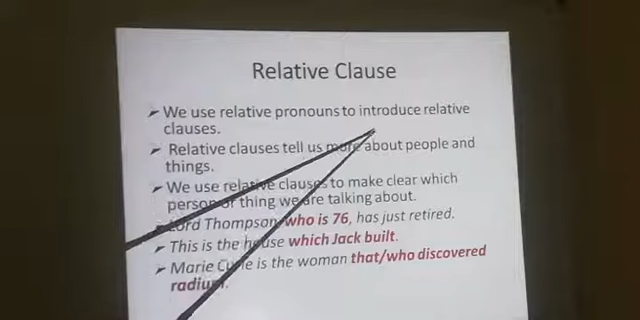 Relative Clause
➤ We use relative pronouns to introduce relative
clauses.
➤ Relative clauses tell us more about people and
things.
➤ We use relative clauses to make clear which
person or thing we are talking about.
➤ Lord Thompson, who is 76, has just retired.
➤ This is the house which Jack built.
➤ Marie Curie is the woman that/who discovered
radium.